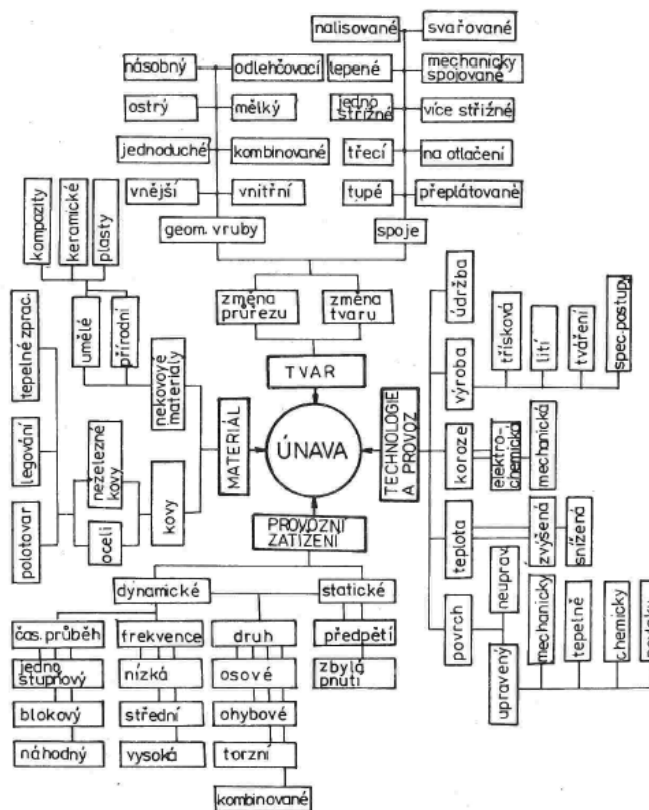 nalisované
svařované
násobný
odlehčovací
lepené
mechanicky
spojované
ostrý
mělký
jedno
střižné
více střižné
jednoduché
kombinované
třecí
na otlačení
vnější
vnitřní
tupé
přeplátované
geom. vruby
spoje
kompozity
keramické
plasty
změna
průřezu
změna
tvaru
údržba
tepelné zprac.
umělé
přírodní
nekovové
materiály
TVAR
výroba
třísková
lití
tváření
spec.postupy
legování
neželezné
kovy
MATERIÁL
ÚNAVA
TECHNOLOGIE
A PROVOZ
koroze
elektro-
chemická
mechanická
polotovar
oceli
kovy
PROVOZNÍ
ZATÍŽENÍ
teplota
zvýšená
snížená
dynamické
statické
povrch
neuprav.
upravený
mechanicky
tepelně
chemicky
čas. průběh
frekvence
druh
předpětí
jedno
stupňový
nízká
osové
zbylá
pnutí
blokový
střední
ohybové
náhodný
vysoká
torzní
kombinované